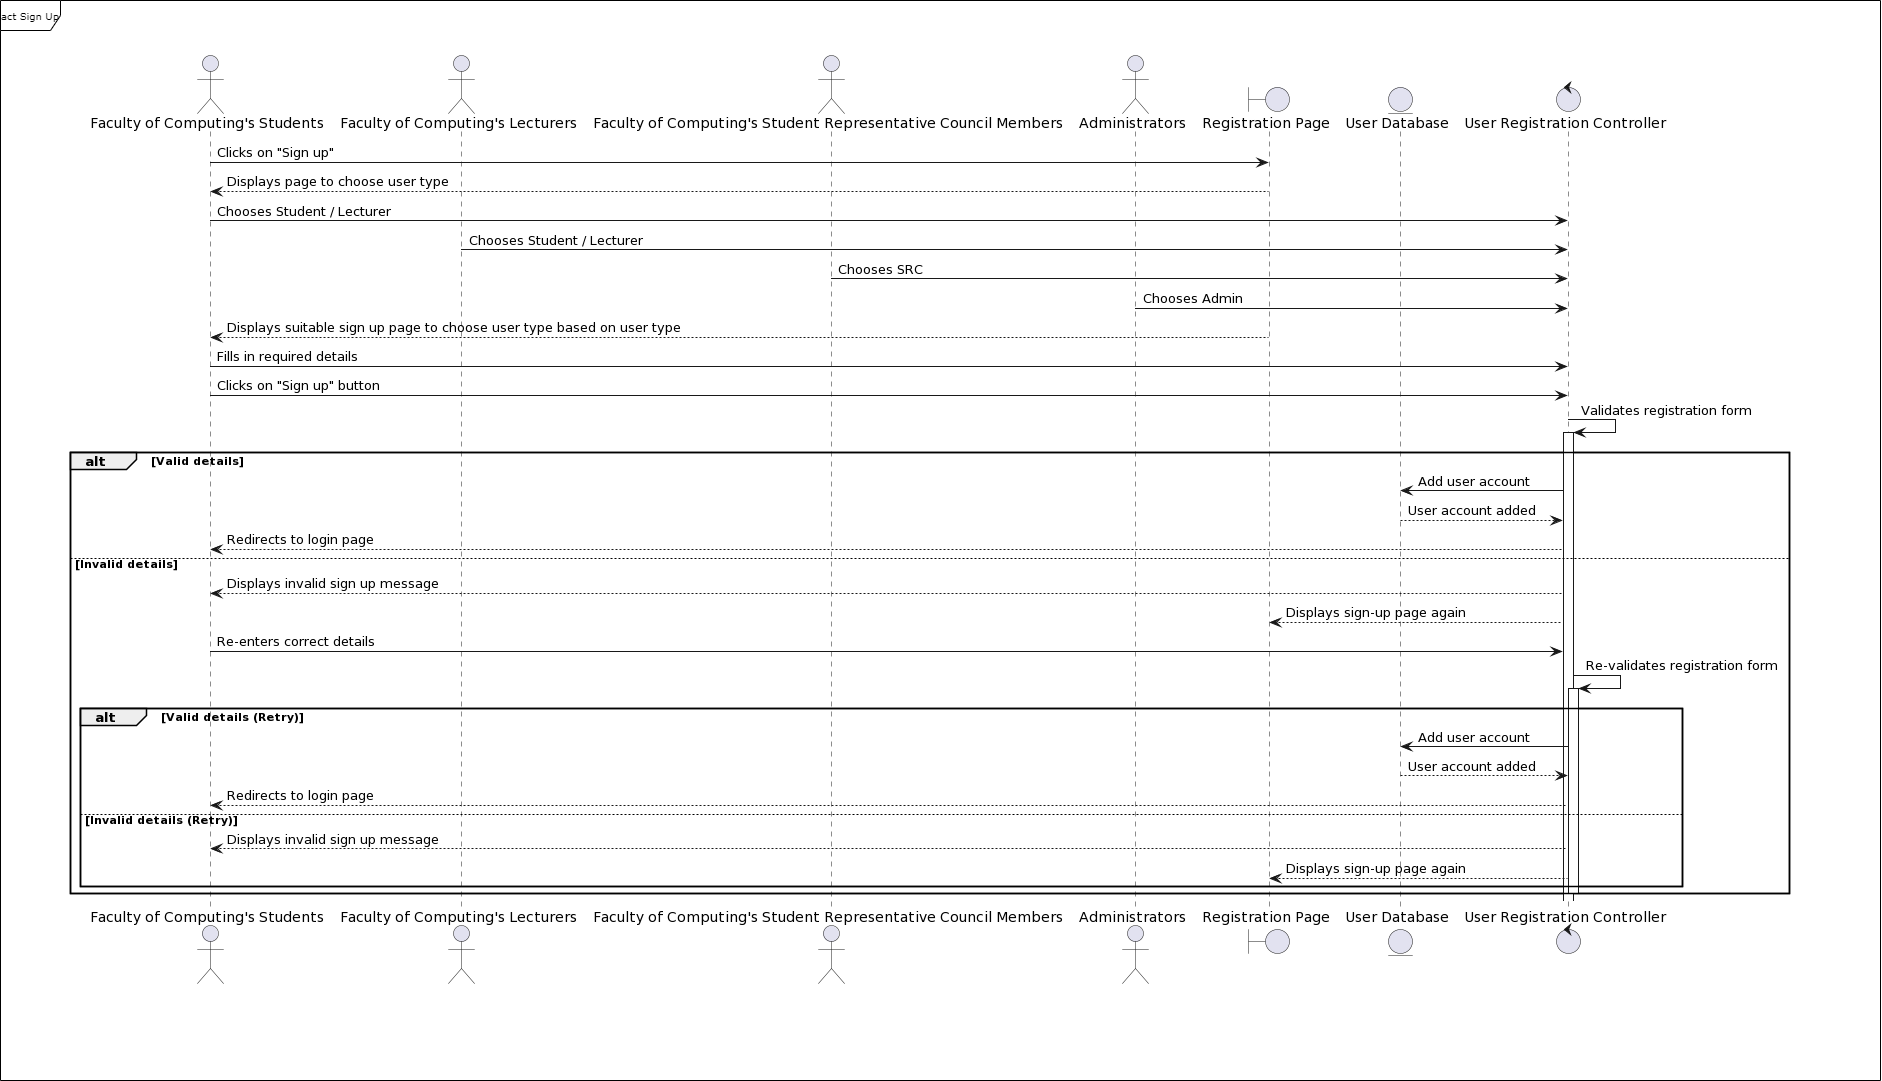 act Sign Up
Faculty of Computing's Students
Faculty of Computing's Lecturers
Faculty of Computing's Student Representative Council Members
Administrators
Registration Page
User Database
User Registration Controller
Clicks on "Sign up"
Displays page to choose user type
Chooses Student / Lecturer
Chooses Student / Lecturer
Chooses SRC
Chooses Admin
Displays suitable sign up page to choose user type based on user type
Fills in required details
Clicks on "Sign up" button
Validates registration form
alt [Valid details]
Add user account
User account added
Redirects to login page
[Invalid details]
Displays invalid sign up message
Displays sign-up page again
Re-enters correct details
Re-validates registration form
alt [Valid details (Retry)]
Add user account
User account added
Redirects to login page
[Invalid details (Retry)]
Displays invalid sign up message
Displays sign-up page again
Faculty of Computing's Students
Faculty of Computing's Lecturers
Faculty of Computing's Student Representative Council Members
Administrators
Registration Page
User Database
User Registration Controller